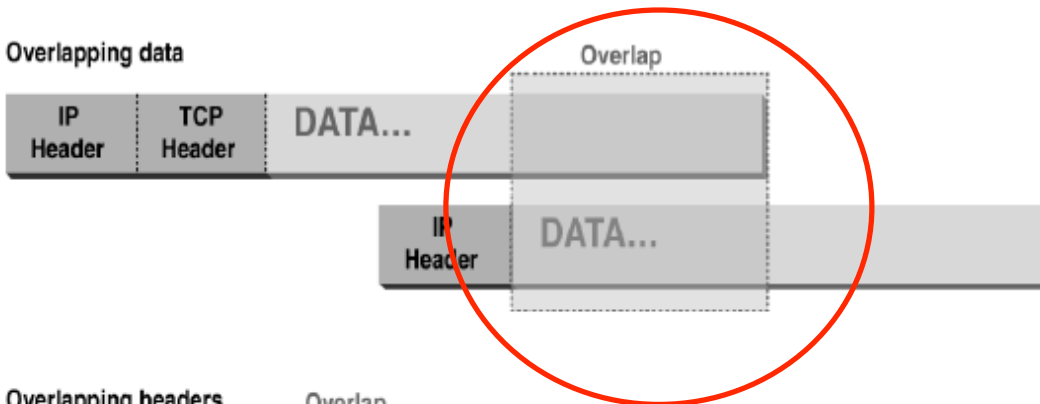 Overlapping data
Overlap
IP Header
TCP Header
DATA...
IP Header
DATA...
Overlapping headers
Overlap